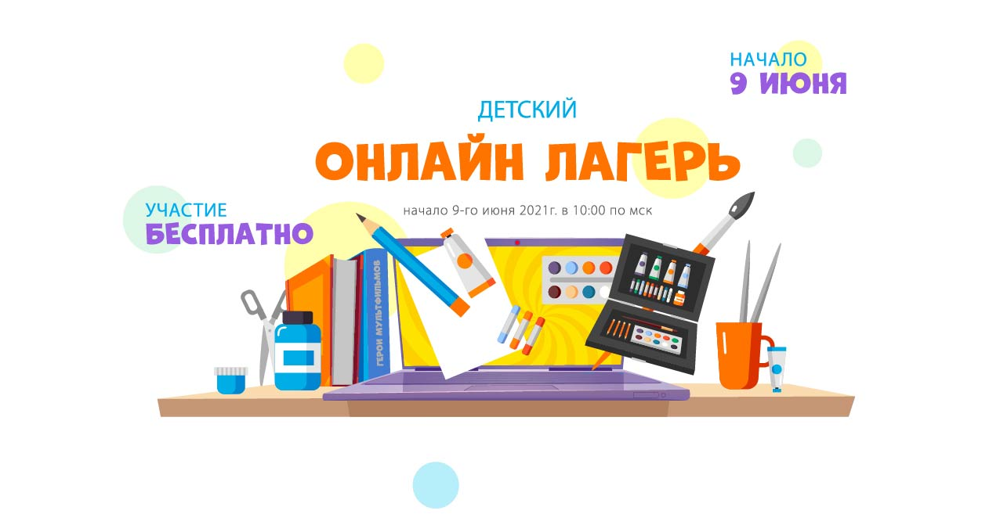 НАЧАЛО
9 ИЮНЯ
ДЕТСКИЙ
ОНЛАЙН ЛАГЕРЬ
начало 9-го июня 2021г. в 10:00 по мск
УЧАСТИЕ
БЕСПЛАТНО
ГЕРОИ МУЛЬТФИЛЬМОВ